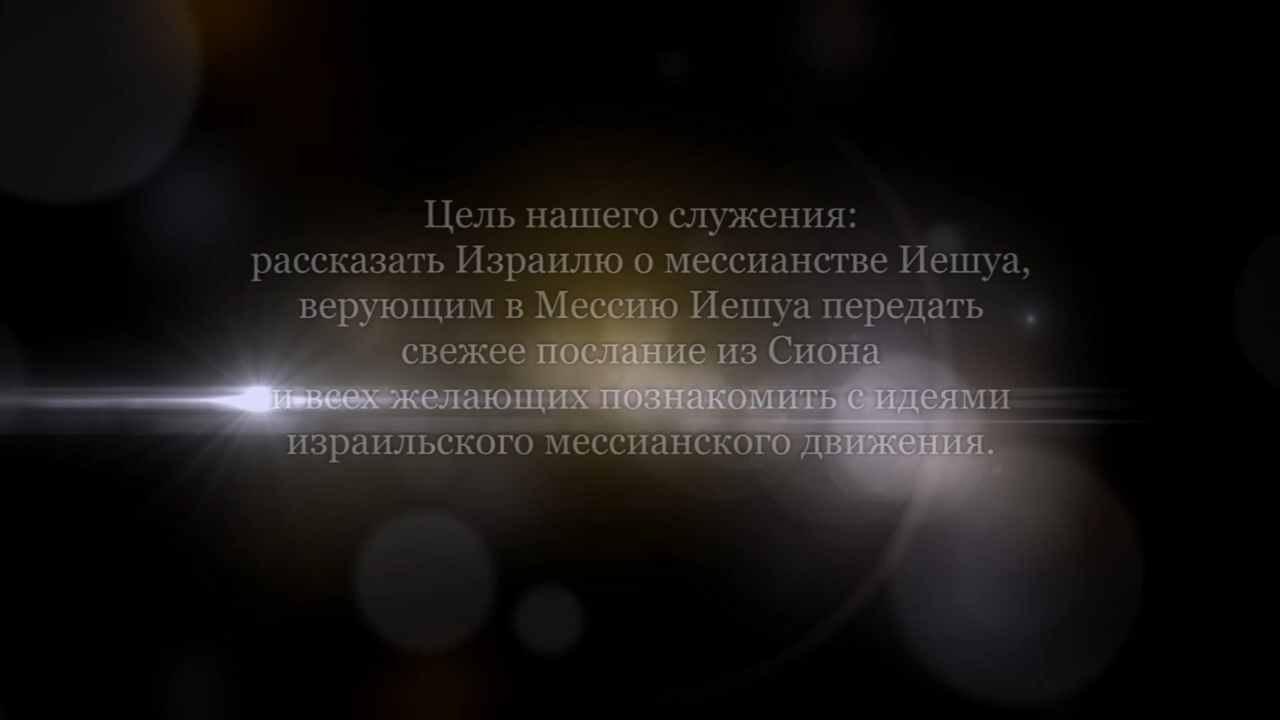 Цель нашего служения:
рассказать Израилю о мессианстве Иешуа,
верующим в Мессию Иешуа передать
свежее послание из Сиона
и всех желающих познакомить с идеями
израильского мессианского движения.